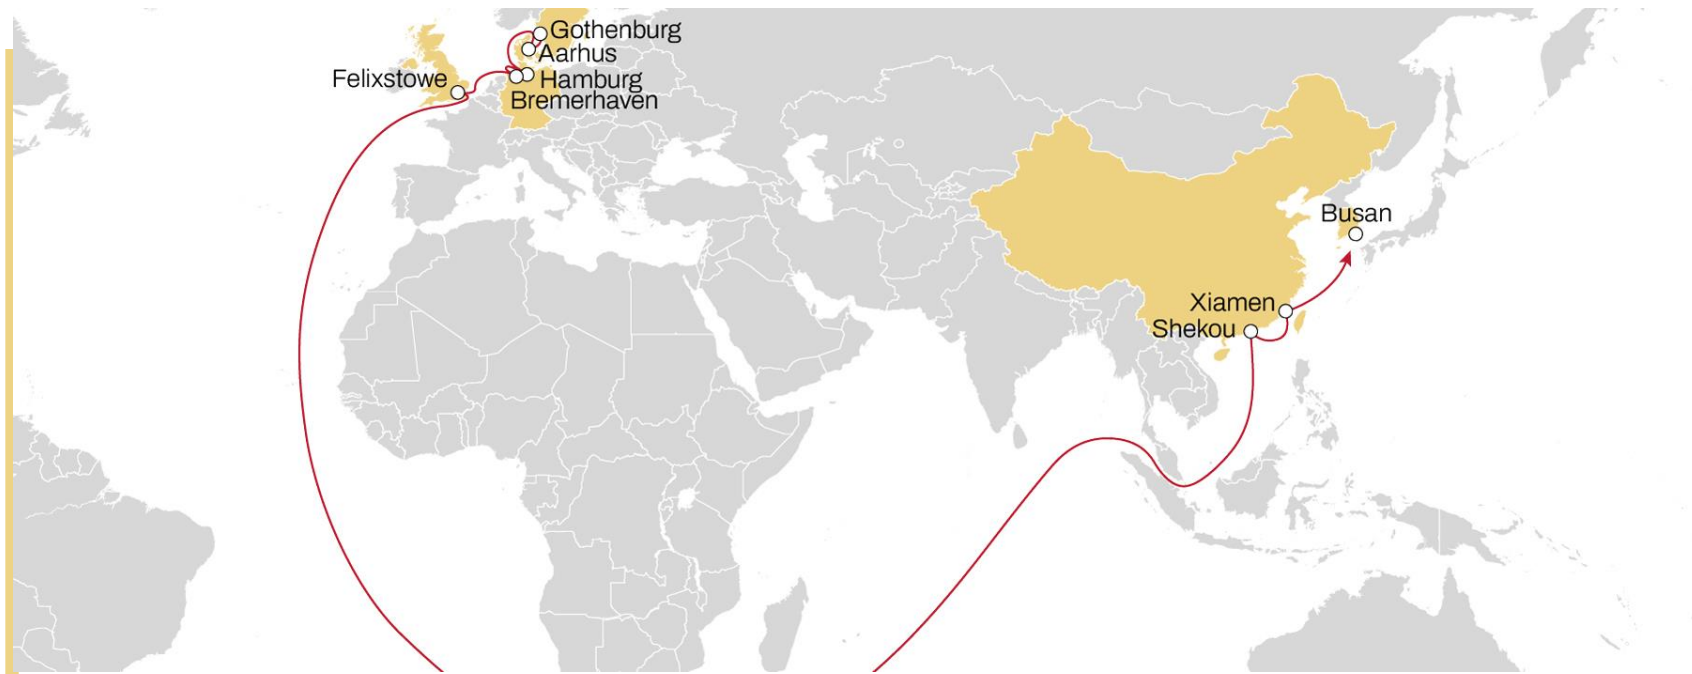 Gothenburg
Aarhus
Felixstowe
Hamburg
Bremerhaven
Busan
Xiamen
Shekou